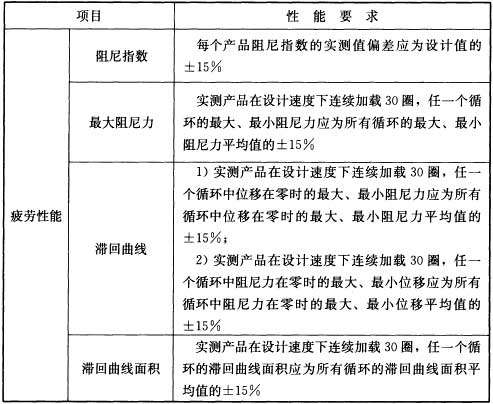 项目 性能要求
疲劳性能
阻尼指数
每个产品阻尼指数的实测值偏差应为设计值的
±15%
最大阻尼力
实测产品在设计速度下连续加载30圈，任一个循
环的最大、最小阻尼力应为所有循环的最大、最小
阻尼力平均值的±15%
滞回曲线
1）实测产品在设计速度下连续加载30圈，任一
个循环中位移在零时的最大、最小阻尼力应为所有
循环中位移在零时的最大、最小阻尼力平均值的
±15%；
2）实测产品在设计速度下连续加载30圈，任一
个循环中阻尼力在零时的最大、最小位移应为所有
循环中阻尼力在零时的最大、最小位移平均值的
±15%
滞回曲线面积
实测产品在设计速度下连续加载30圈，任一个循
环的滞回曲线面积应为所有循环的滞回曲线面积平
均值的±15%